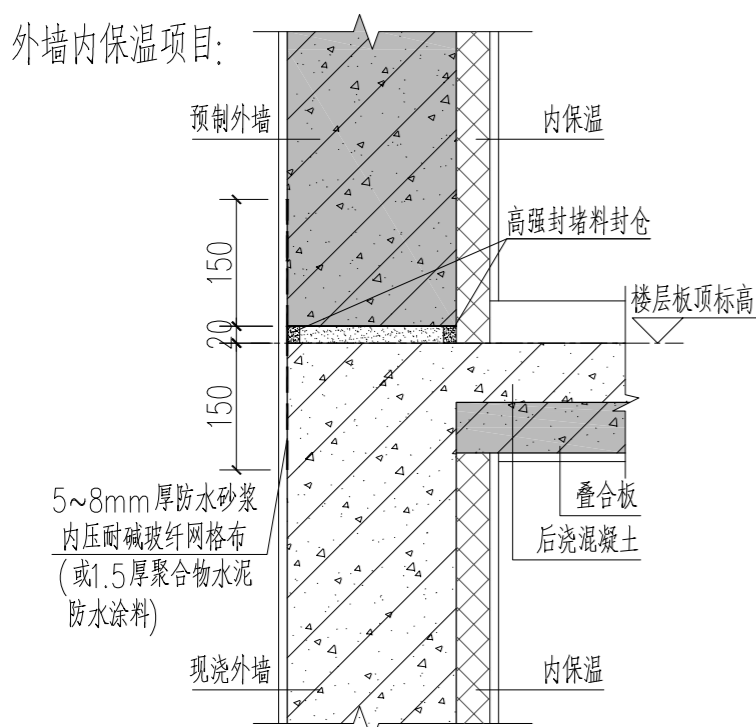 外墙内保温项目:
预制外墙
内保温
高强封堵料封仓
150
楼层板顶标高
20
150
5~8mm厚防水砂浆
内压耐碱玻纤网格布
(或1.5厚聚合物水泥
防水涂料)
叠合板
后浇混凝土
现浇外墙
内保温